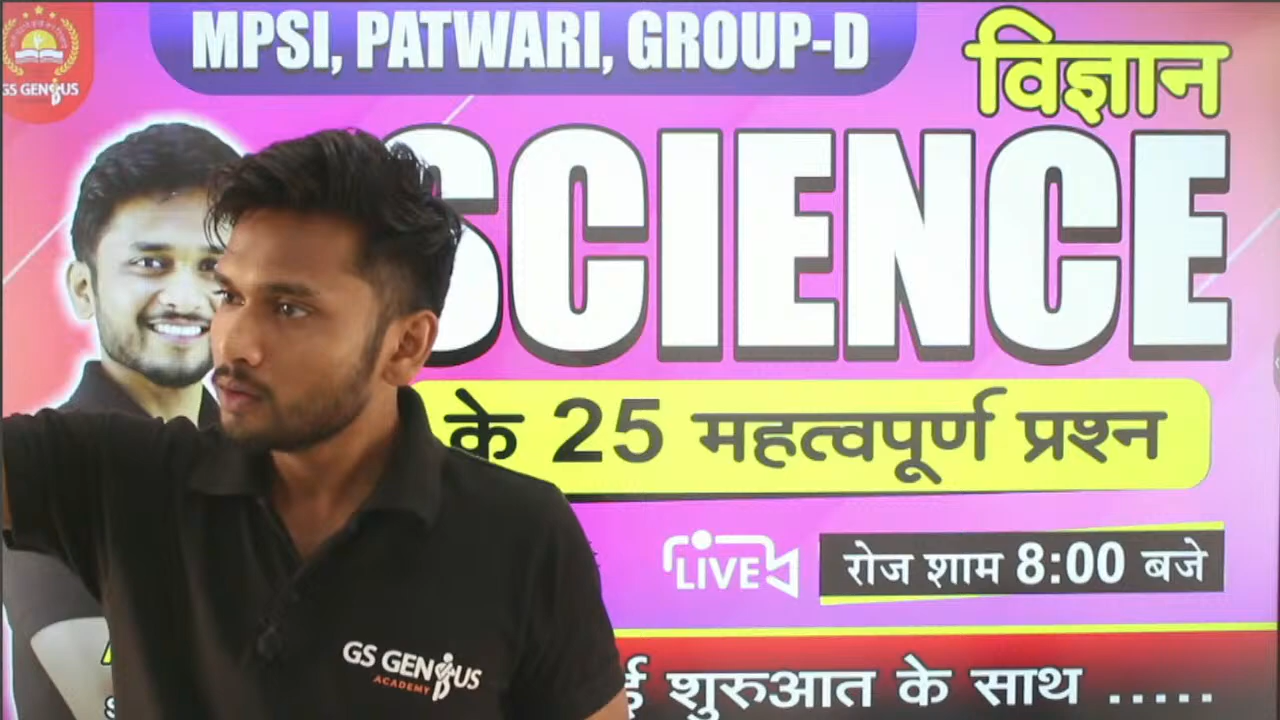 MPSI, PATWARI, GROUP-D
GS GENIUS
विज्ञान
SCIENCE
के 25 महत्वपूर्ण प्रश्न
LIVE
रोज शाम 8:00 बजे
शुरुआत के साथ .....
GS GENIUS
ACADEMY